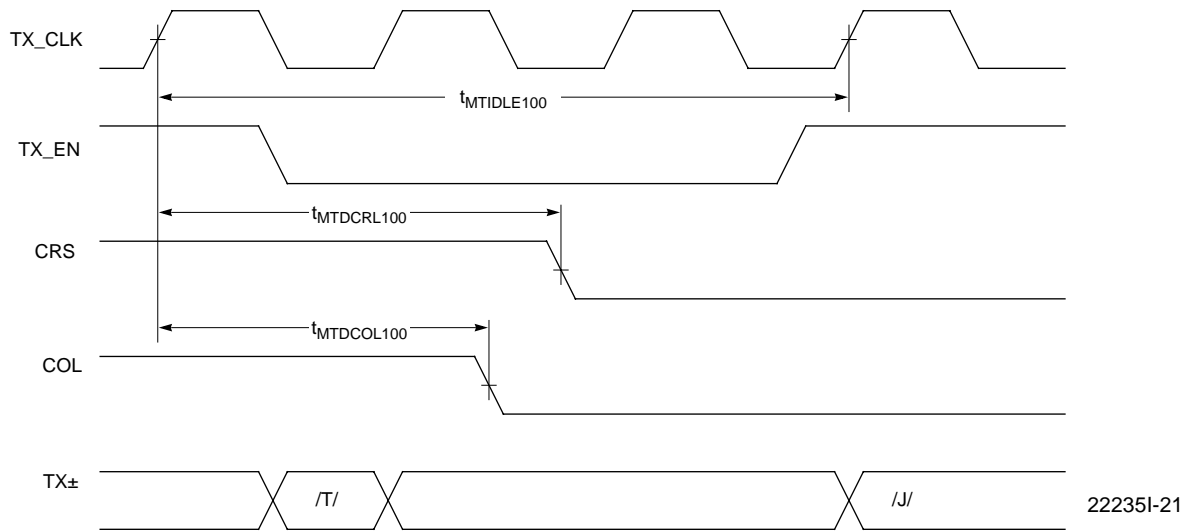 TX_CLK
tMTIDLE100
TX_EN
tMTDCRL100
CRS
tMTDCOL100
COL
TX±
/T/
/J/
22235I-21